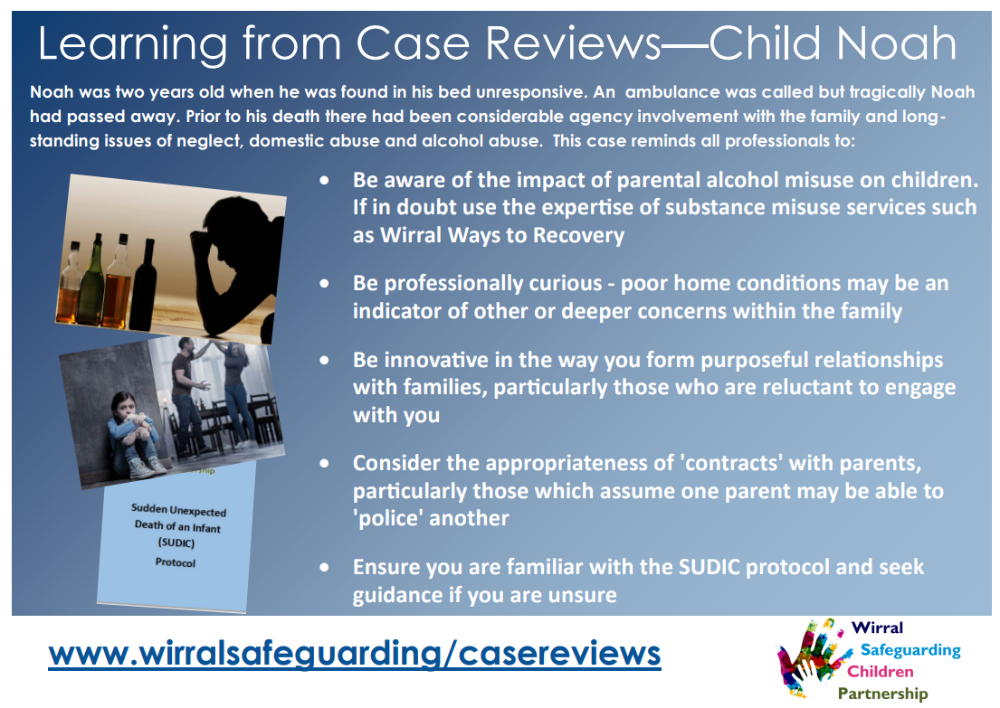 Learning from Case Reviews—Child Noah
Noah was two years old when he was found in his bed unresponsive. An  ambulance was called but tragically Noah
had passed away. Prior to his death there had been considerable agency involvement with the family and long-
standing issues of neglect, domestic abuse and alcohol abuse.  This case reminds all professionals to:
• Be aware of the impact of parental alcohol misuse on children.
If in doubt use the expertise of substance misuse services such
as Wirral Ways to Recovery
• Be professionally curious - poor home conditions may be an
indicator of other or deeper concerns within the family
• Be innovative in the way you form purposeful relationships
with families, particularly those who are reluctant to engage
with you
• Consider the appropriateness of 'contracts' with parents,
particularly those which assume one parent may be able to
'police' another
• Ensure you are familiar with the SUDIC protocol and seek
guidance if you are unsure
Sudden Unexpected
Death of an Infant
(SUDIC)
Protocol
www.wirralsafeguarding/casereviews
Wirral
Safeguarding
Children
Partnership